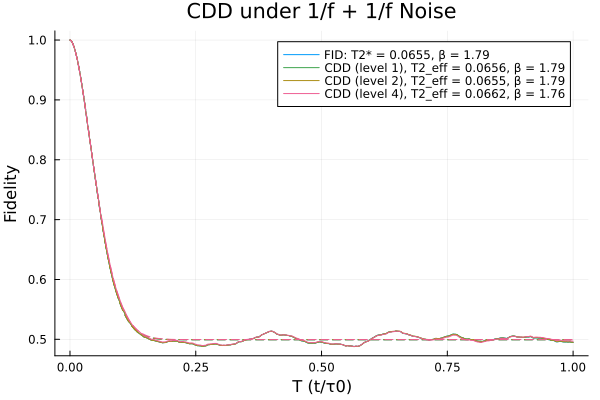 CDD under 1/f + 1/f Noise
FID: T2* = 0.0655, β = 1.79
CDD (level 1), T2_eff = 0.0656, β = 1.79
CDD (level 2), T2_eff = 0.0655, β = 1.79
CDD (level 4), T2_eff = 0.0662, β = 1.76
Fidelity
1.0
0.9
0.8
0.7
0.6
0.5
0.00 0.25 0.50 0.75 1.00
T (t/τ0)